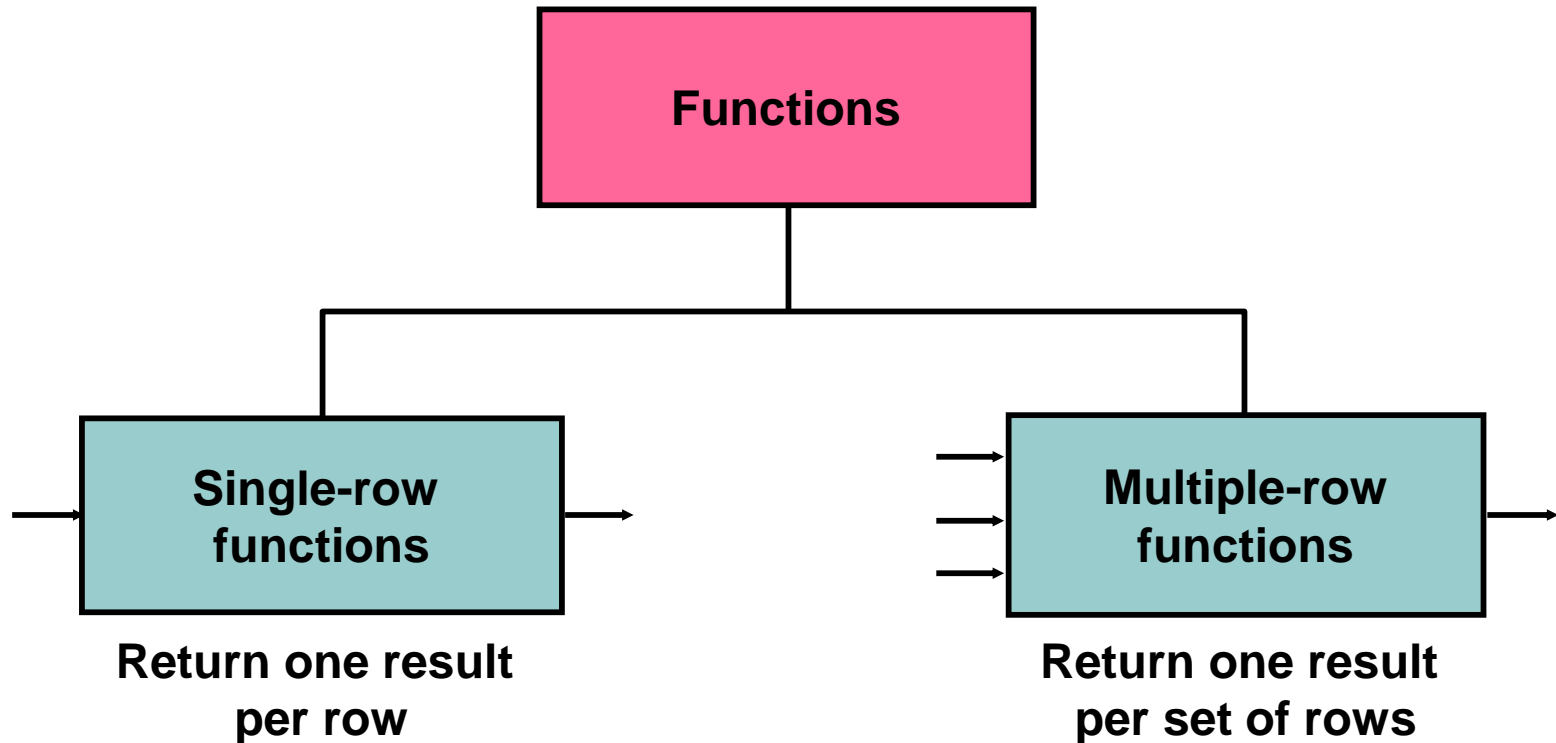 Functions
Single-row
functions
Return one result
per row
Multiple-row
functions
Return one result
per set of rows